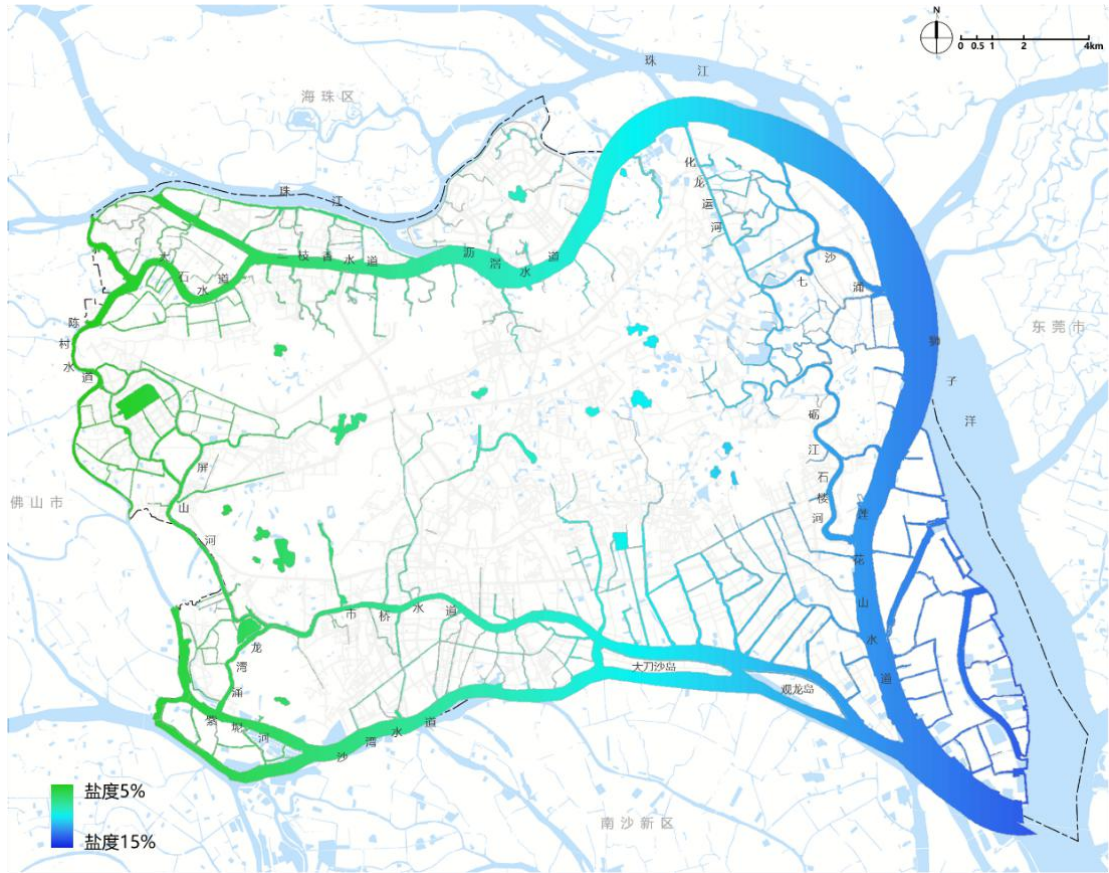 N
0 0.5 1 2 4km
珠江
海珠区
珠江
化龙运河
大石水道
三枝香水道
沥滘水道
七沙涌
陈村水道
狮子洋
东莞市
砺江石楼河
屏山河
佛山市
莲花山水道
市桥水道
龙湾涌
大刀沙岛
观龙岛
紫坭河
沙湾水道
盐度5%
盐度15%
南沙新区